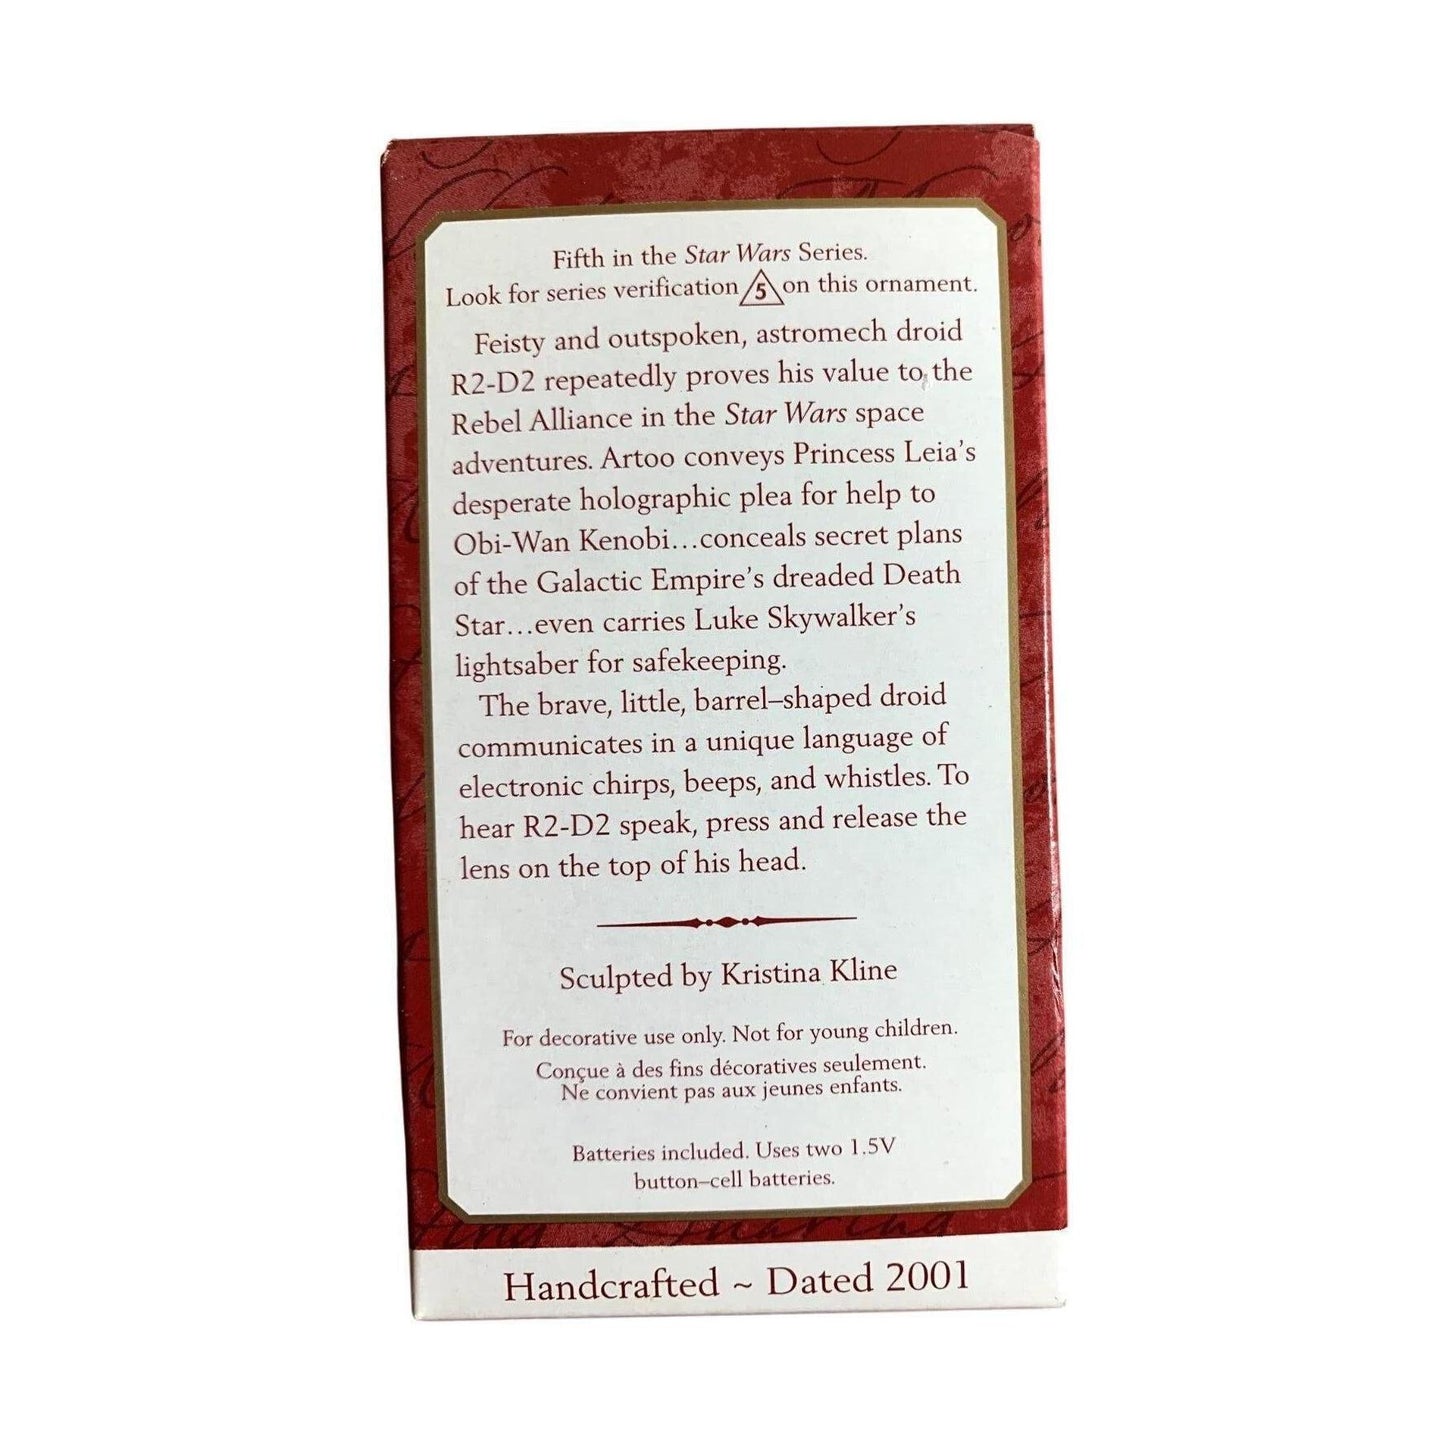 Fifth in the Star Wars Series.
Look for series verification 5 on this ornament.
Feisty and outspoken, astromech droid
R2-D2 repeatedly proves his value to the
Rebel Alliance in the Star Wars space
adventures. Artoo conveys Princess Leia's
desperate holographic plea for help to
Obi-Wan Kenobi...conceals secret plans
of the Galactic Empire's dreaded Death
Star...even carries Luke Skywalker's
lightsaber for safekeeping.
The brave, little, barrel–shaped droid
communicates in a unique language of
electronic chirps, beeps, and whistles. To
hear R2-D2 speak, press and release the
lens on the top of his head.
Sculpted by Kristina Kline
For decorative use only. Not for young children.
Conçue à des fins décoratives seulement.
Ne convient pas aux jeunes enfants.
Batteries included. Uses two 1.5V
button–cell batteries.
Handcrafted ~ Dated 2001